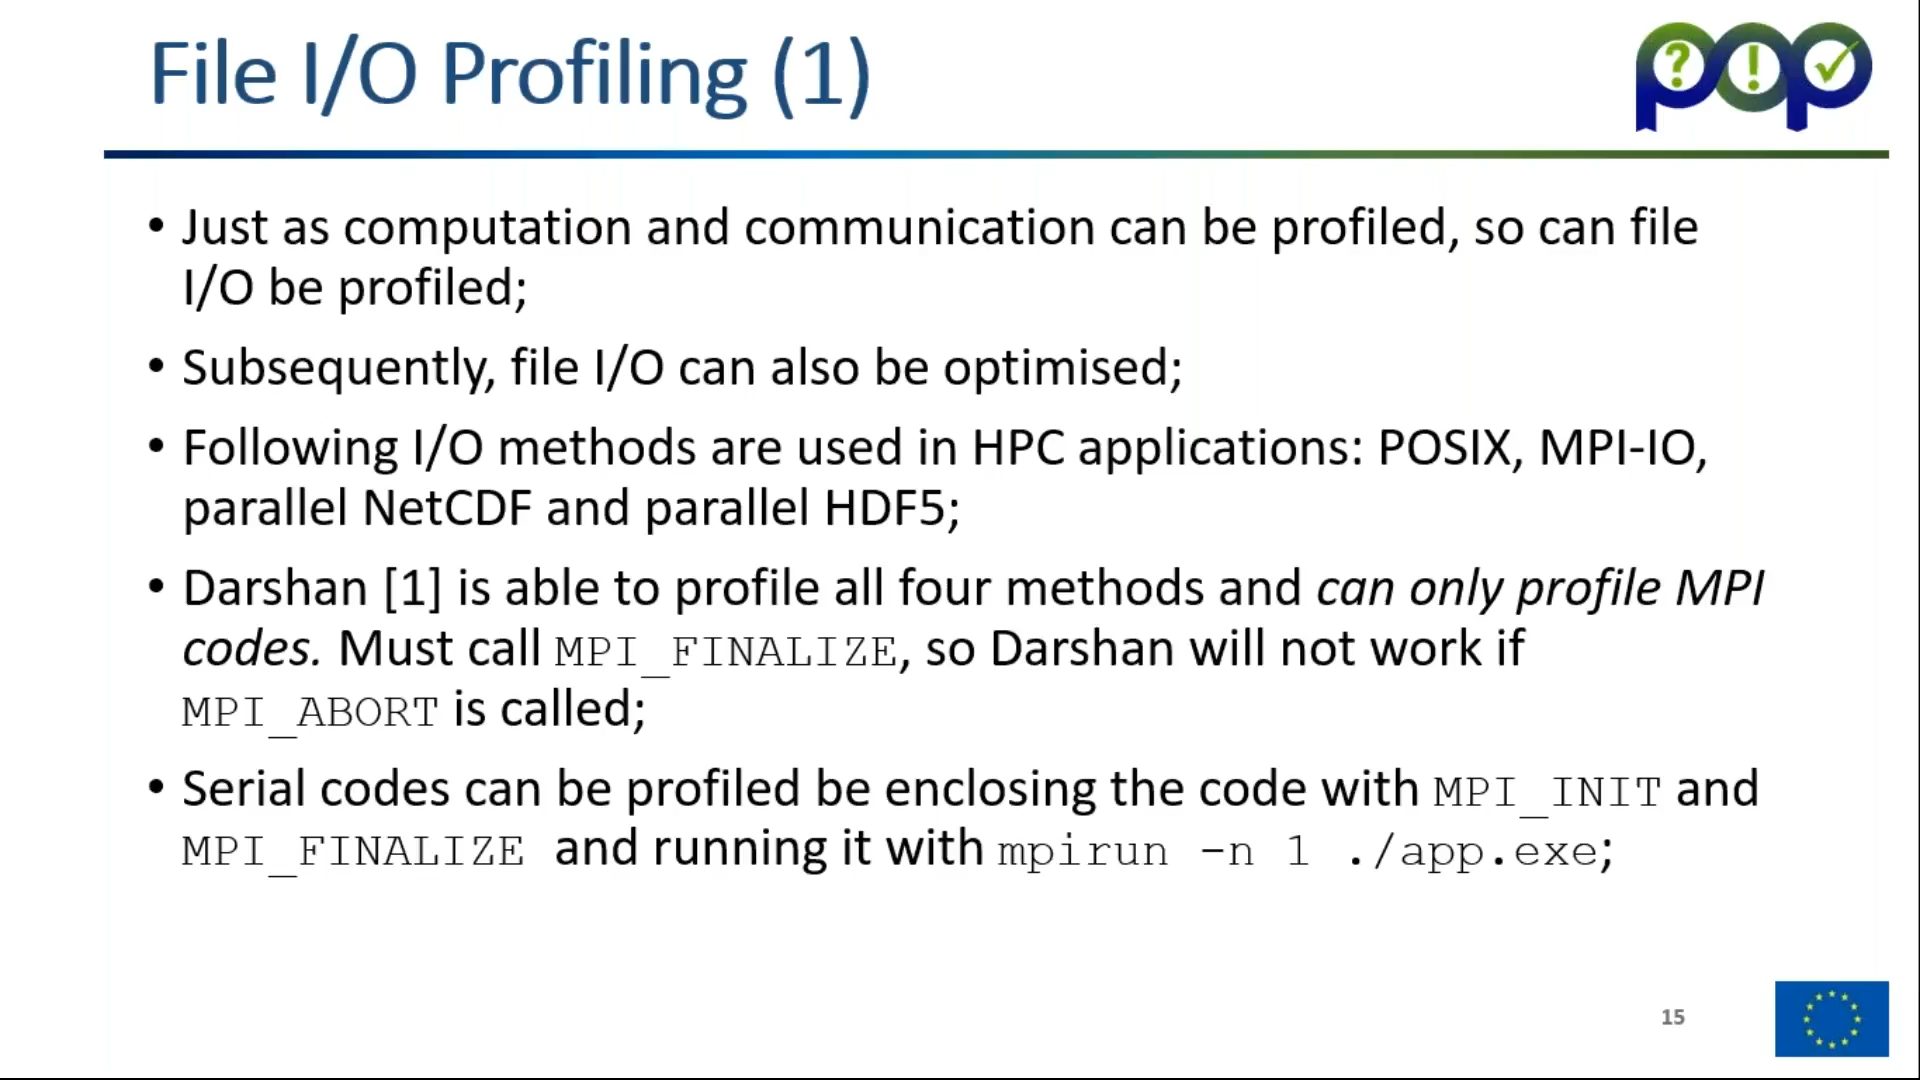 File I/O Profiling (1)
pop
• Just as computation and communication can be profiled, so can file
I/O be profiled;
• Subsequently, file I/O can also be optimised;
• Following I/O methods are used in HPC applications: POSIX, MPI-IO,
parallel NetCDF and parallel HDF5;
• Darshan [1] is able to profile all four methods and can only profile MPI
codes. Must call MPI_FINALIZE, so Darshan will not work if
MPI_ABORT is called;
• Serial codes can be profiled be enclosing the code with MPI_INIT and
MPI_FINALIZE and running it with mpirun -n 1 ./app.exe;
15